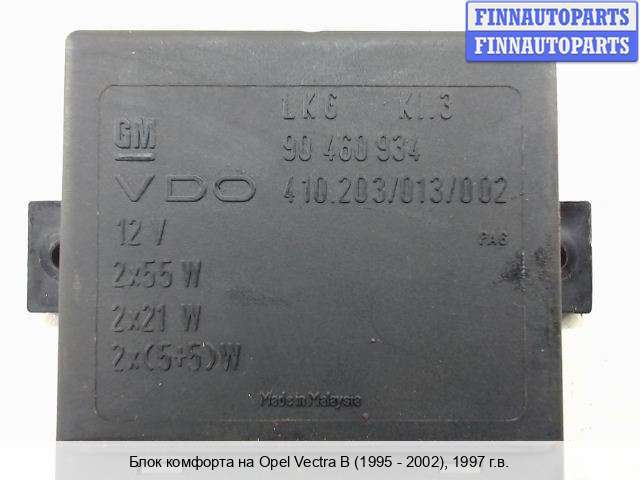 FINNAUTOPARTS
FINNAUTOPARTS
LKG KI.3
GM 90 460 934
VDO 410.203/013/002
12 V FAG
2x55 W
2x21 W
2x(5+5)W
Made in Malaysia
Блок комфорта на Opel Vectra B (1995 - 2002), 1997 г.в.